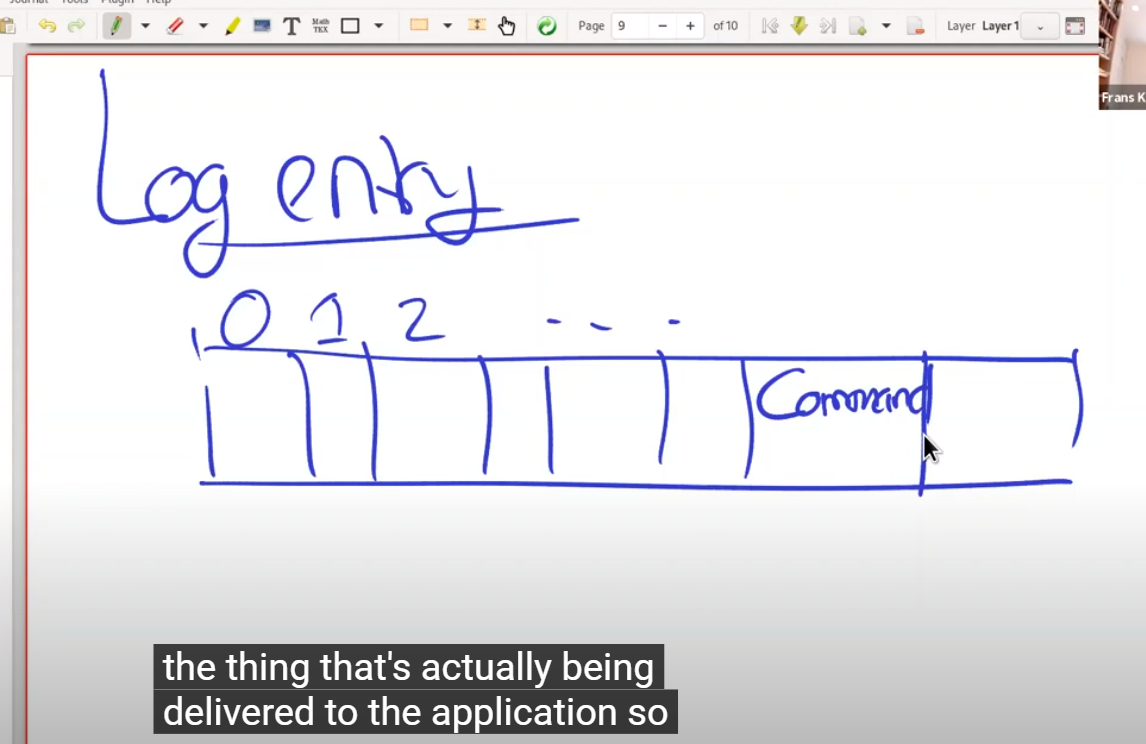 Journal Tools Plugin Help
T Math TEX Page 9 − + of 10 Layer Layer 1
Frans K
Log entry
0 1 2 - - -
Command
the thing that's actually being
delivered to the application so